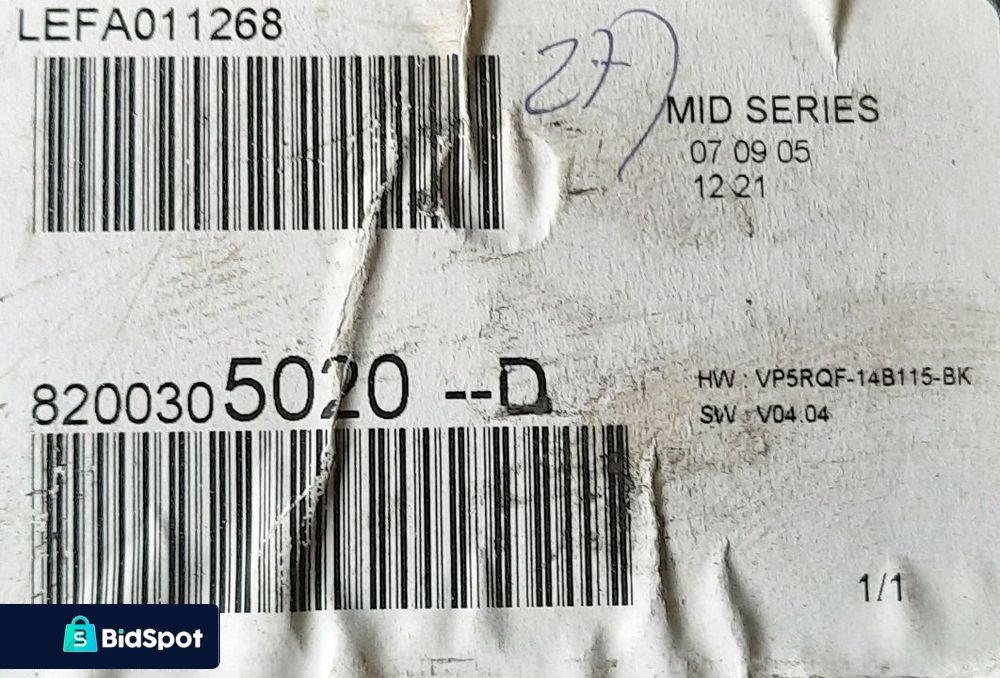 LEFA011268
27
MID SERIES
07 09 05
12 21
8200305020 --D
HW : VP5RQF-14B115-BK
SW : V04.04
1/1
BidSpot